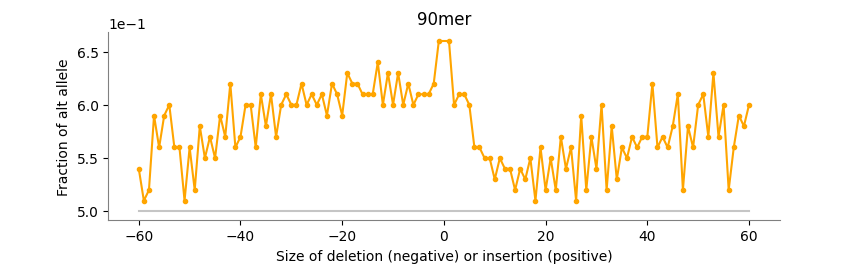 90mer
1e−1
Fraction of alt allele
6.5
6.0
5.5
5.0
−60 −40 −20 0 20 40 60
Size of deletion (negative) or insertion (positive)